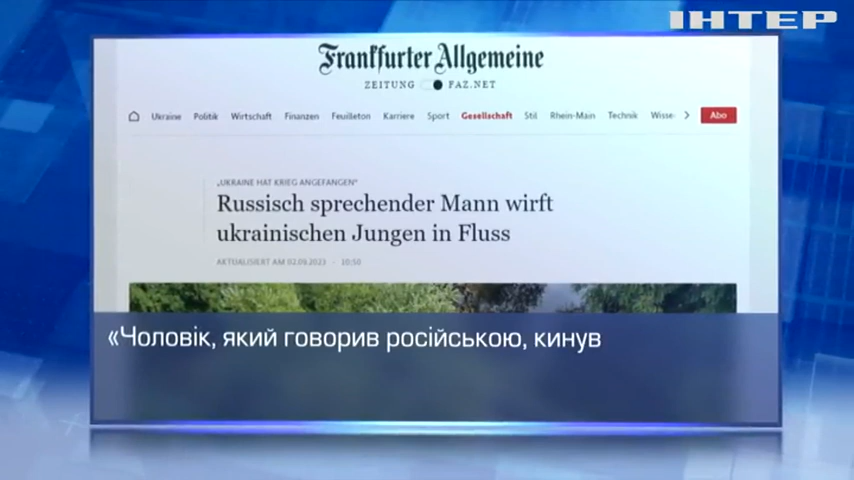 ІНТЕР
Frankfurter Allgemeine
ZEITUNG FAZ.NET
Ukraine Politik Wirtschaft Finanzen Feuilleton Karriere Sport Gesellschaft Stil Rhein-Main Technik Wisse Abo
„UKRAINE HAT KRIEG ANGEFANGEN“
Russisch sprechender Mann wirft
ukrainischen Jungen in Fluss
AKTUALISIERT AM 02.09.2023 - 10:50
«Чоловік, який говорив російською, кинув